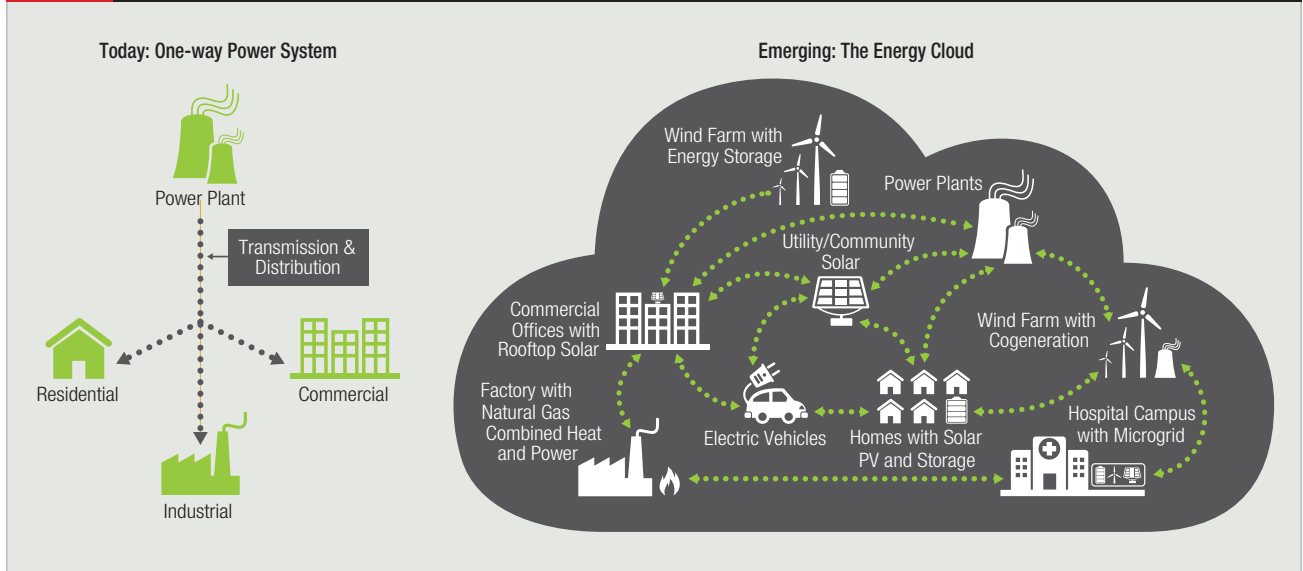 Today: One-way Power System
Power Plant
Transmission &
Distribution
Residential
Commercial
Industrial
Emerging: The Energy Cloud
Wind Farm with
Energy Storage
Power Plants
Utility/Community
Solar
Commercial
Offices with
Rooftop Solar
Wind Farm with
Cogeneration
Factory with
Natural Gas
Combined Heat
and Power
Electric Vehicles
Homes with Solar
PV and Storage
Hospital Campus
with Microgrid